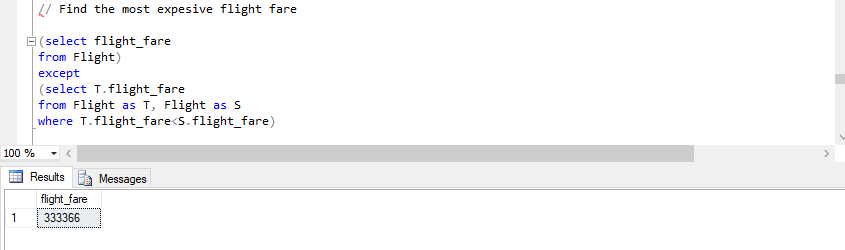 // Find the most expesive flight fare
(select flight_fare
from Flight)
except
(select T.flight_fare
from Flight as T, Flight as S
where T.flight_fare<S.flight_fare)
100 %
Results Messages
flight_fare
1 333366